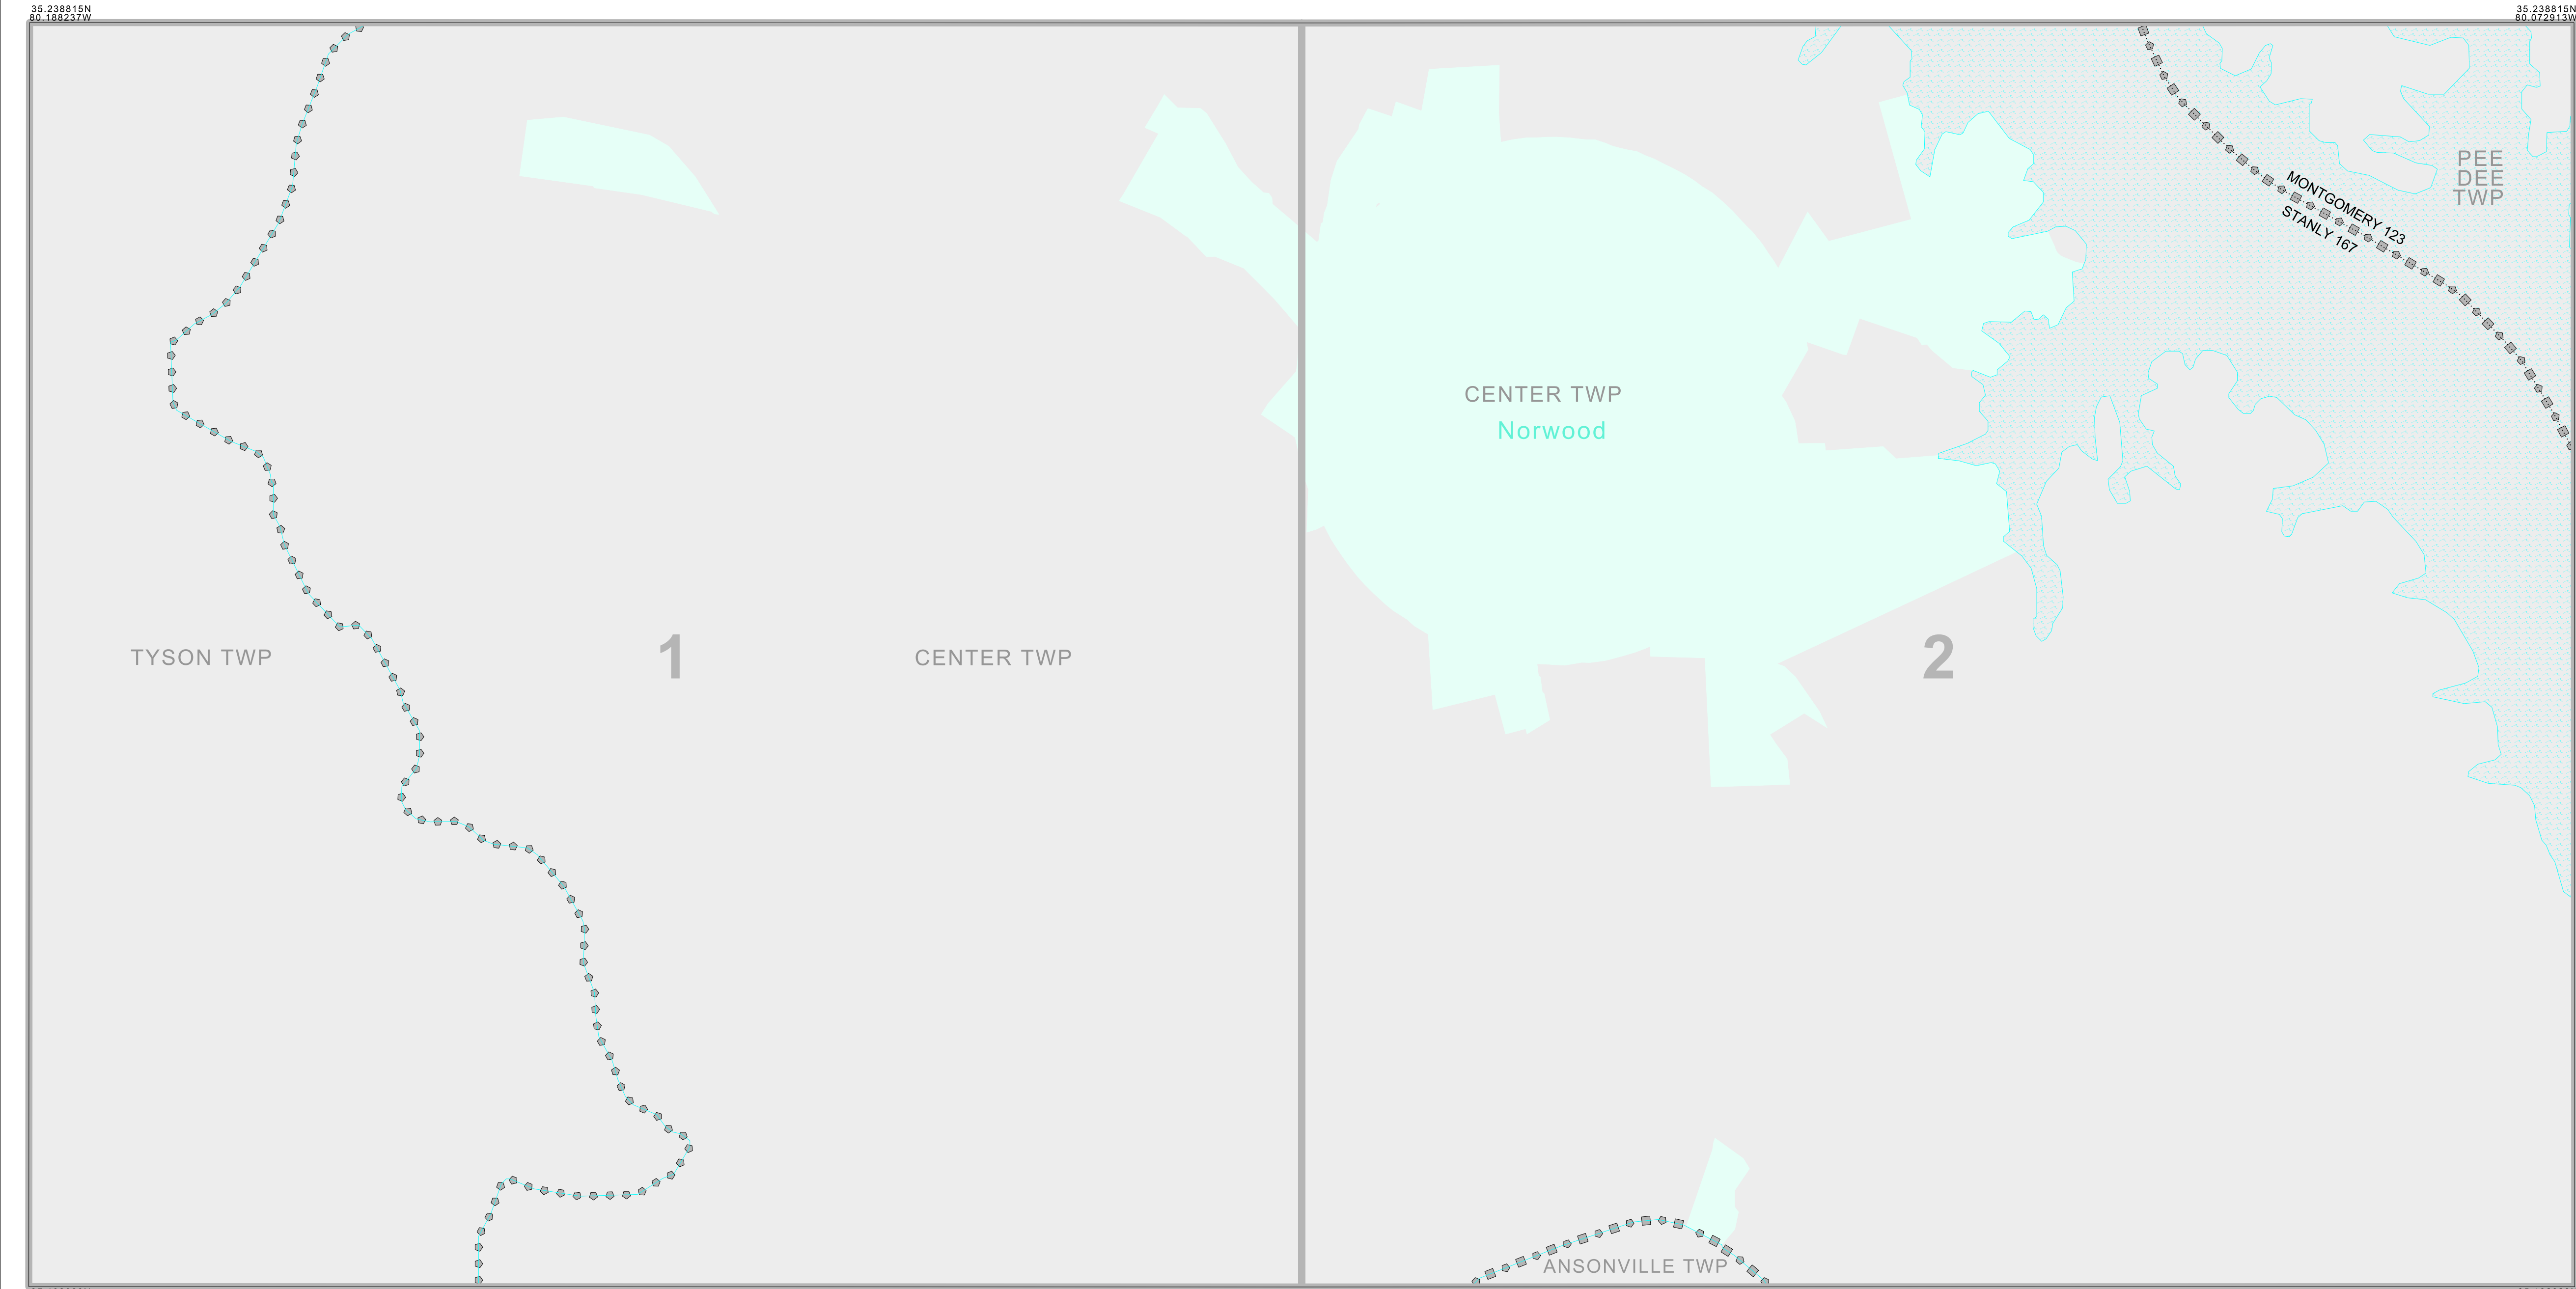 35.238815N
80.188237W
35.238815N
80.072913W
PEE
DEE
TWP
MONTGOMERY 123
STANLY 167
CENTER TWP
Norwood
TYSON TWP
1
CENTER TWP
2
ANSONVILLE TWP